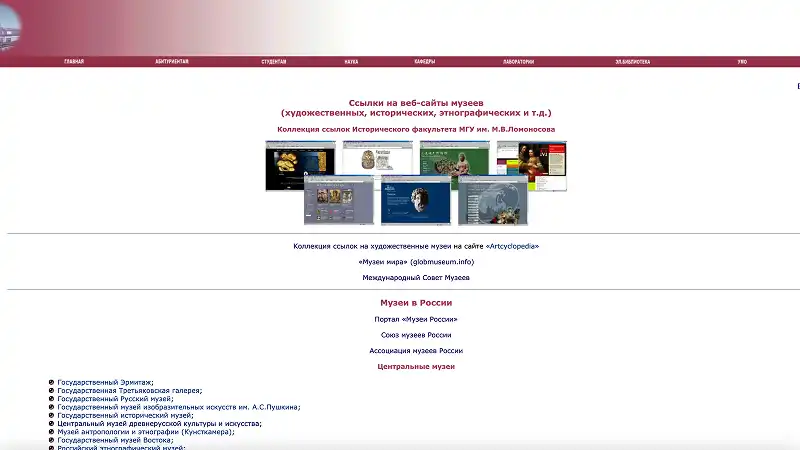 ГЛАВНАЯ АБИТУРИЕНТАМ СТУДЕНТАМ НАУКА КАФЕДРЫ ЛАБОРАТОРИИ ЭЛ.БИБЛИОТЕКА УМО
Ссылки на веб-сайты музеев
(художественных, исторических, этнографических и т.д.)
Коллекция ссылок Исторического факультета МГУ им. М.В.Ломоносова
Коллекция ссылок на художественные музеи на сайте «Artcyclopedia»
«Музеи мира» (globmuseum.info)
Международный Совет Музеев
Музеи в России
Портал «Музеи России»
Союз музеев России
Ассоциация музеев России
Центральные музеи
Государственный Эрмитаж;
Государственная Третьяковская галерея;
Государственный Русский музей;
Государственный музей изобразительных искусств им. А.С.Пушкина;
Государственный исторический музей;
Центральный музей древнерусской культуры и искусства;
Музей антропологии и этнографии (Кунсткамера);
Государственный музей Востока;
Российский этнографический музей;